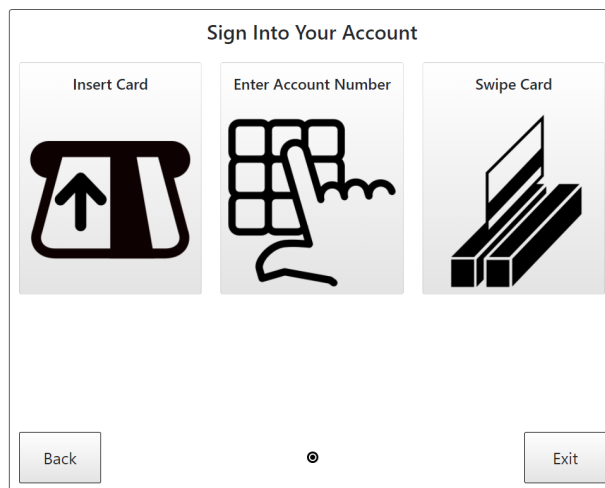 Sign Into Your Account
Insert Card
Enter Account Number
Swipe Card
Back
Exit